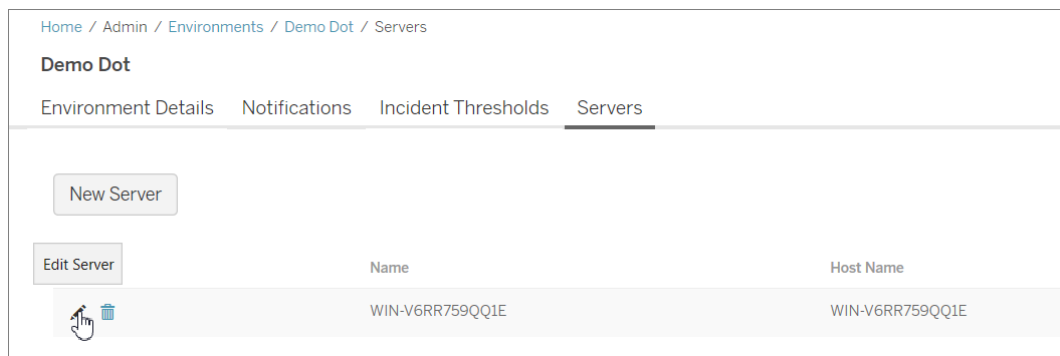 Home / Admin / Environments / Demo Dot / Servers
Demo Dot
Environment Details Notifications Incident Thresholds Servers
New Server
Edit Server Name Host Name
WIN-V6RR759QQ1E WIN-V6RR759QQ1E